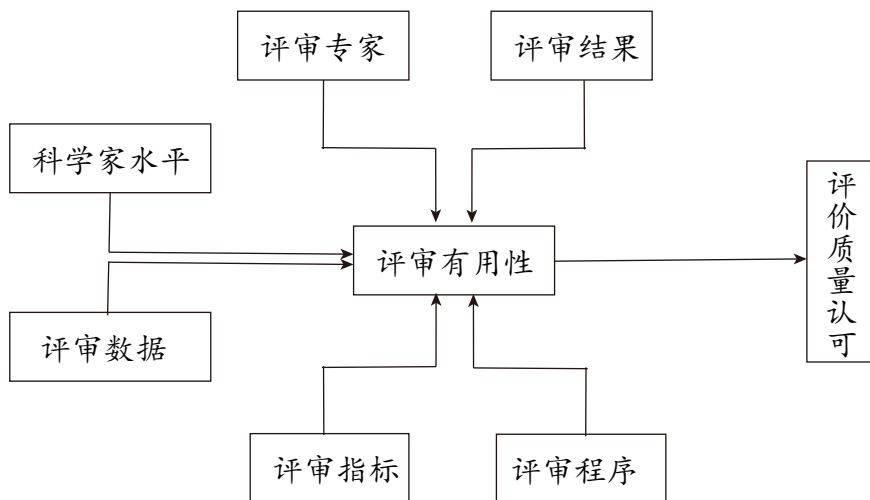 评审专家
评审结果
科学家水平
评审有用性
评价质量认可
评审数据
评审指标
评审程序